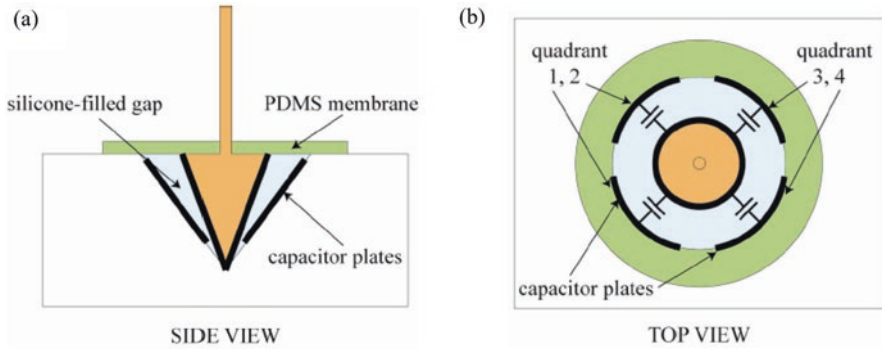 (a)
silicone-filled gap
PDMS membrane
capacitor plates
SIDE VIEW
(b)
quadrant
1, 2
quadrant
3, 4
capacitor plates
TOP VIEW